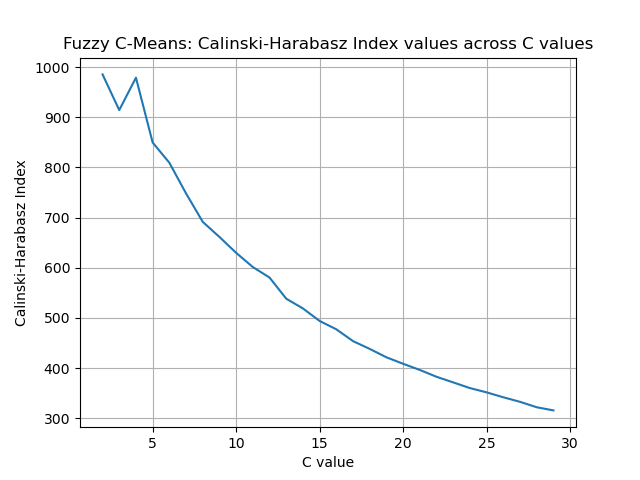 Fuzzy C-Means: Calinski-Harabasz Index values across C values
1000
900
800
700
600
500
400
300
Calinski-Harabasz Index
5 10 15 20 25 30
C value